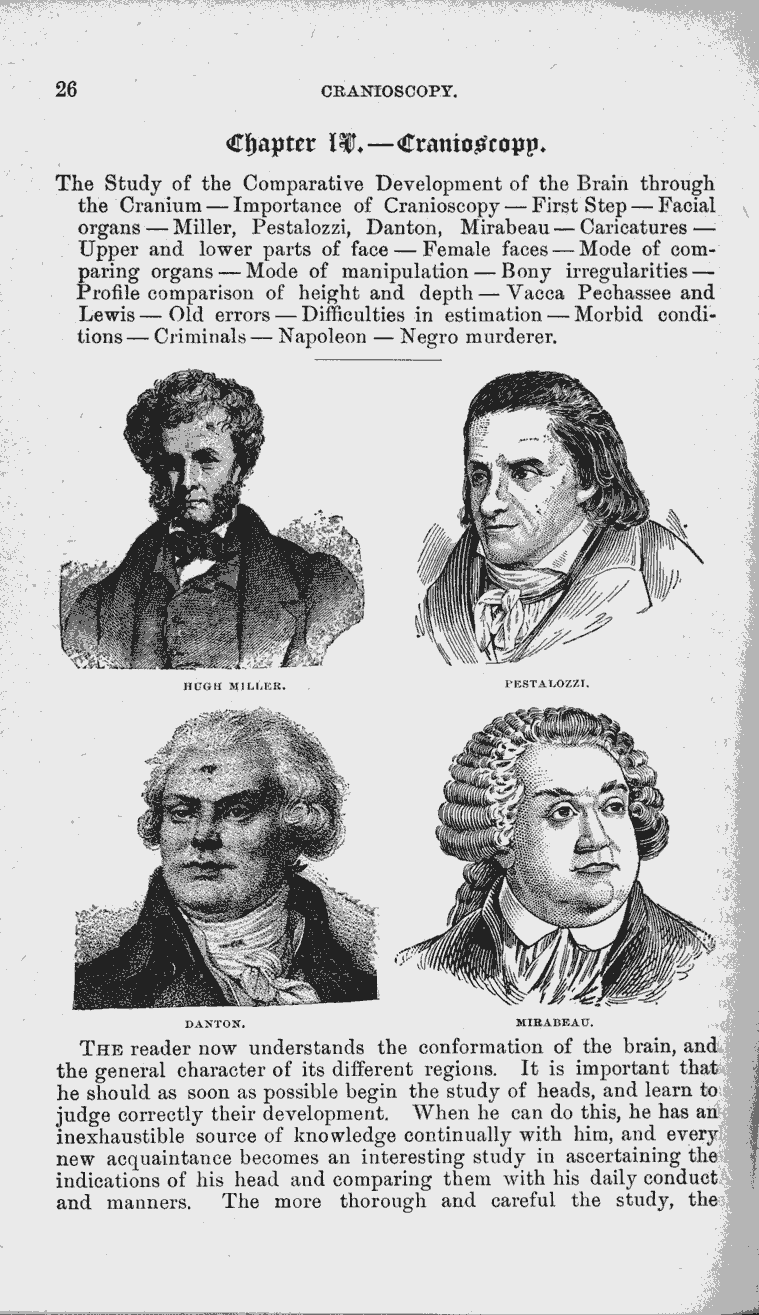 26
CRANIOSCOPY.
Chapter IV.—Cranioscopy.
The Study of the Comparative Development of the Brain through
the Cranium — Importance of Cranioscopy — First Step — Facial
organs — Miller, Pestalozzi, Danton, Mirabeau — Caricatures —
Upper and lower parts of face — Female faces — Mode of com-
paring organs — Mode of manipulation — Bony irregularities —
Profile comparison of height and depth — Vacca Pechassee and
Lewis — Old errors — Difficulties in estimation — Morbid condi-
tions — Criminals — Napoleon — Negro murderer.
HUGH MILLER.
PESTALOZZI.
DANTON.
MIRABEAU.
THE reader now understands the conformation of the brain, and
the general character of its different regions. It is important that
he should as soon as possible begin the study of heads, and learn to
judge correctly their development. When he can do this, he has an
inexhaustible source of knowledge continually with him, and every
new acquaintance becomes an interesting study in ascertaining the
indications of his head and comparing them with his daily conduct
and manners. The more thorough and careful the study, the